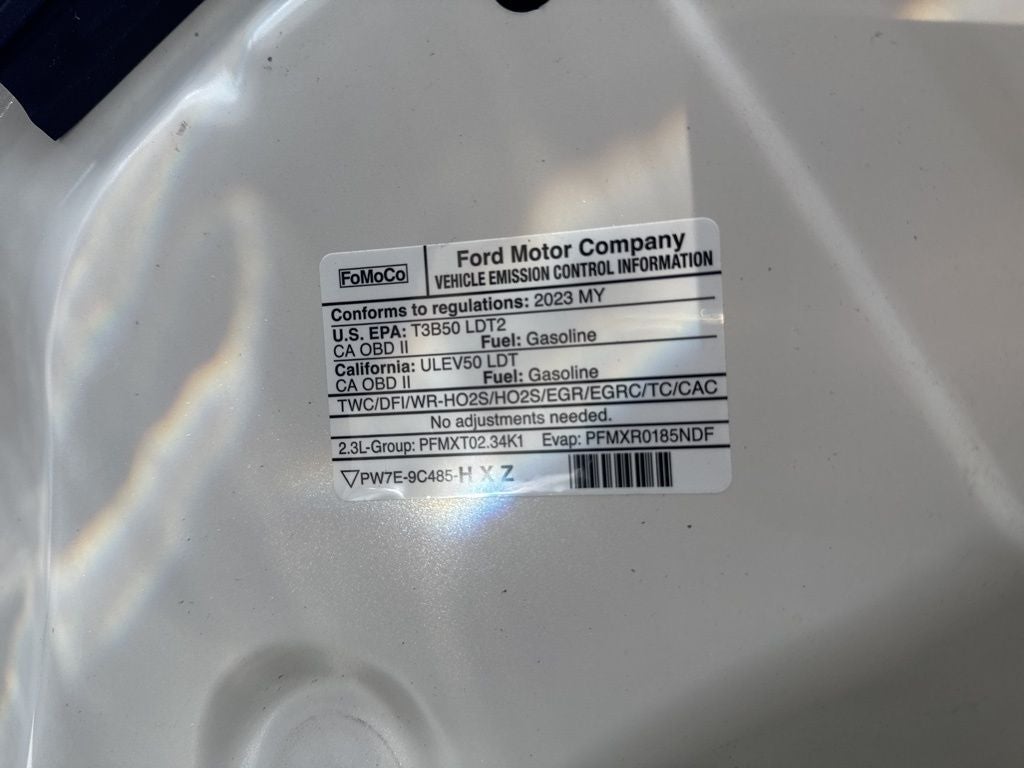 FoMoCo
Ford Motor Company
VEHICLE EMISSION CONTROL INFORMATION
Conforms to regulations: 2023 MY
U.S. EPA: T3B50 LDT2
CA OBD II Fuel: Gasoline
California: ULEV50 LDT
CA OBD II Fuel: Gasoline
TWC/DFI/WR-HO2S/HO2S/EGR/EGRC/TC/CAC
No adjustments needed.
2.3L-Group: PFMXT02.34K1 Evap: PFMXR0185NDF
PW7E-9C485-H X Z